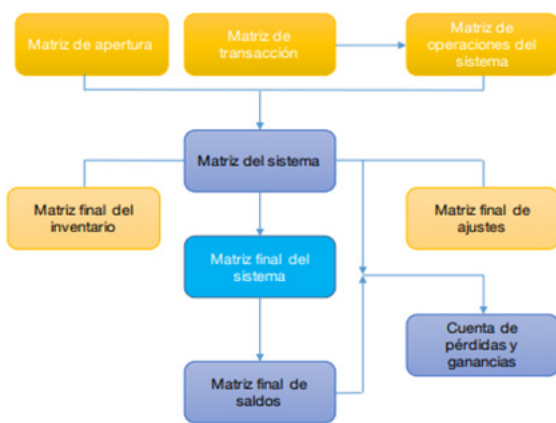 Matriz de apertura
Matriz de
transacción
Matriz de
operaciones del
sistema
Matriz del sistema
Matriz final del
inventario
Matriz final de
ajustes
Matriz final del
sistema
Cuenta de
pérdidas y
ganancias
Matriz final de
saldos